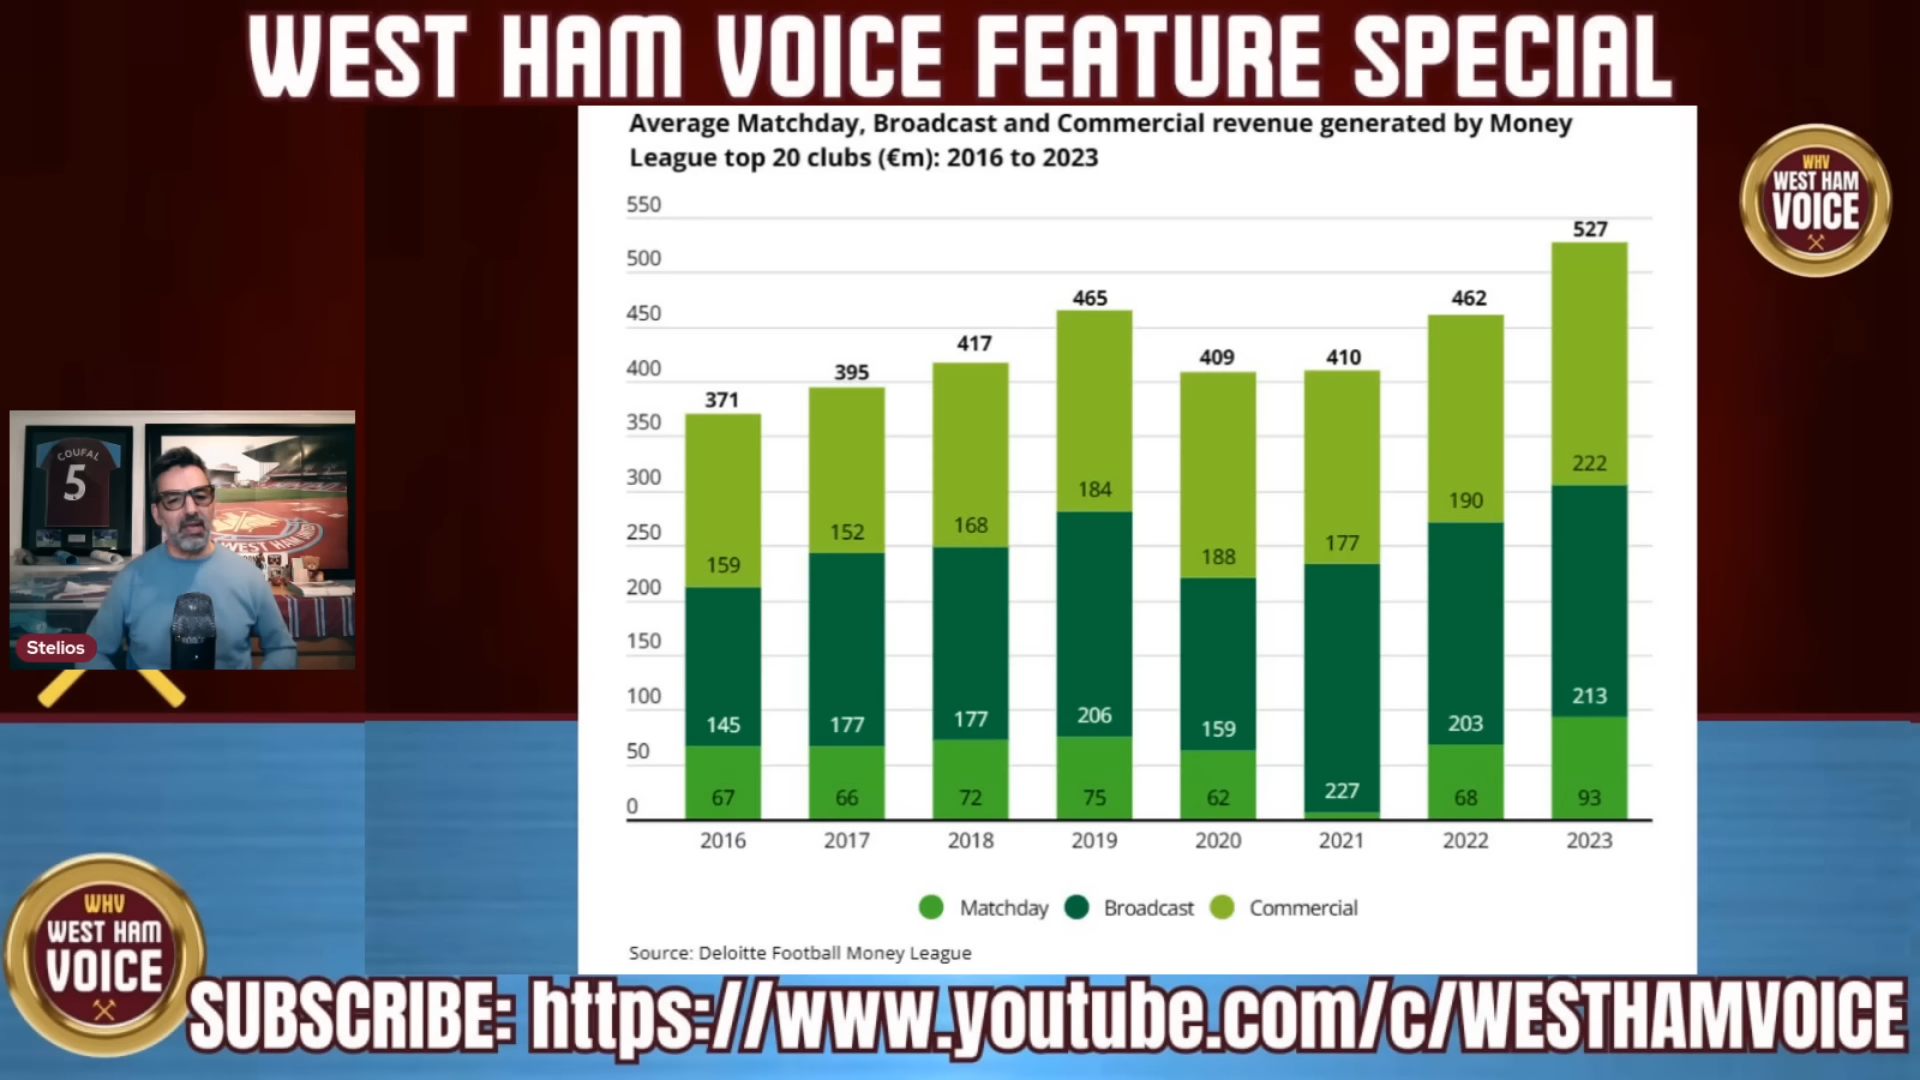 WEST HAM VOICE FEATURE SPECIAL
Average Matchday, Broadcast and Commercial revenue generated by Money
League top 20 clubs (€m): 2016 to 2023
WHV
WEST HAM
VOICE
550
500
450
400
350
300
250
200
150
100
50
0
371
159
145
67
395
152
177
66
417
168
177
72
465
184
206
75
409
188
159
62
410
177
227
462
190
203
68
527
222
213
93
2016 2017 2018 2019 2020 2021 2022 2023
Matchday Broadcast Commercial
Source: Deloitte Football Money League
COUFAL
5
WEST HAM
Stelios
WHV
WEST HAM
VOICE
SUBSCRIBE: https://www.youtube.com/c/WESTHAMVOICE